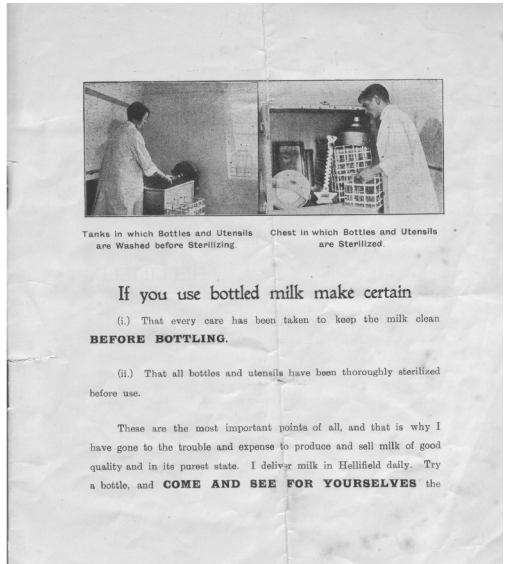 Tanks in which Bottles and Utensils
are Washed before Sterilizing.
Chest in which Bottles and Utensils
are Sterilized.
If you use bottled milk make certain
(i.) That every care has been taken to keep the milk clean
BEFORE BOTTLING.
(ii.) That all bottles and utensils have been thoroughly sterilized
before use.
These are the most important points of all, and that is why I
have gone to the trouble and expense to produce and sell milk of good
quality and in its purest state. I deliver milk in Hellifield daily. Try
a bottle, and COME AND SEE FOR YOURSELVES the